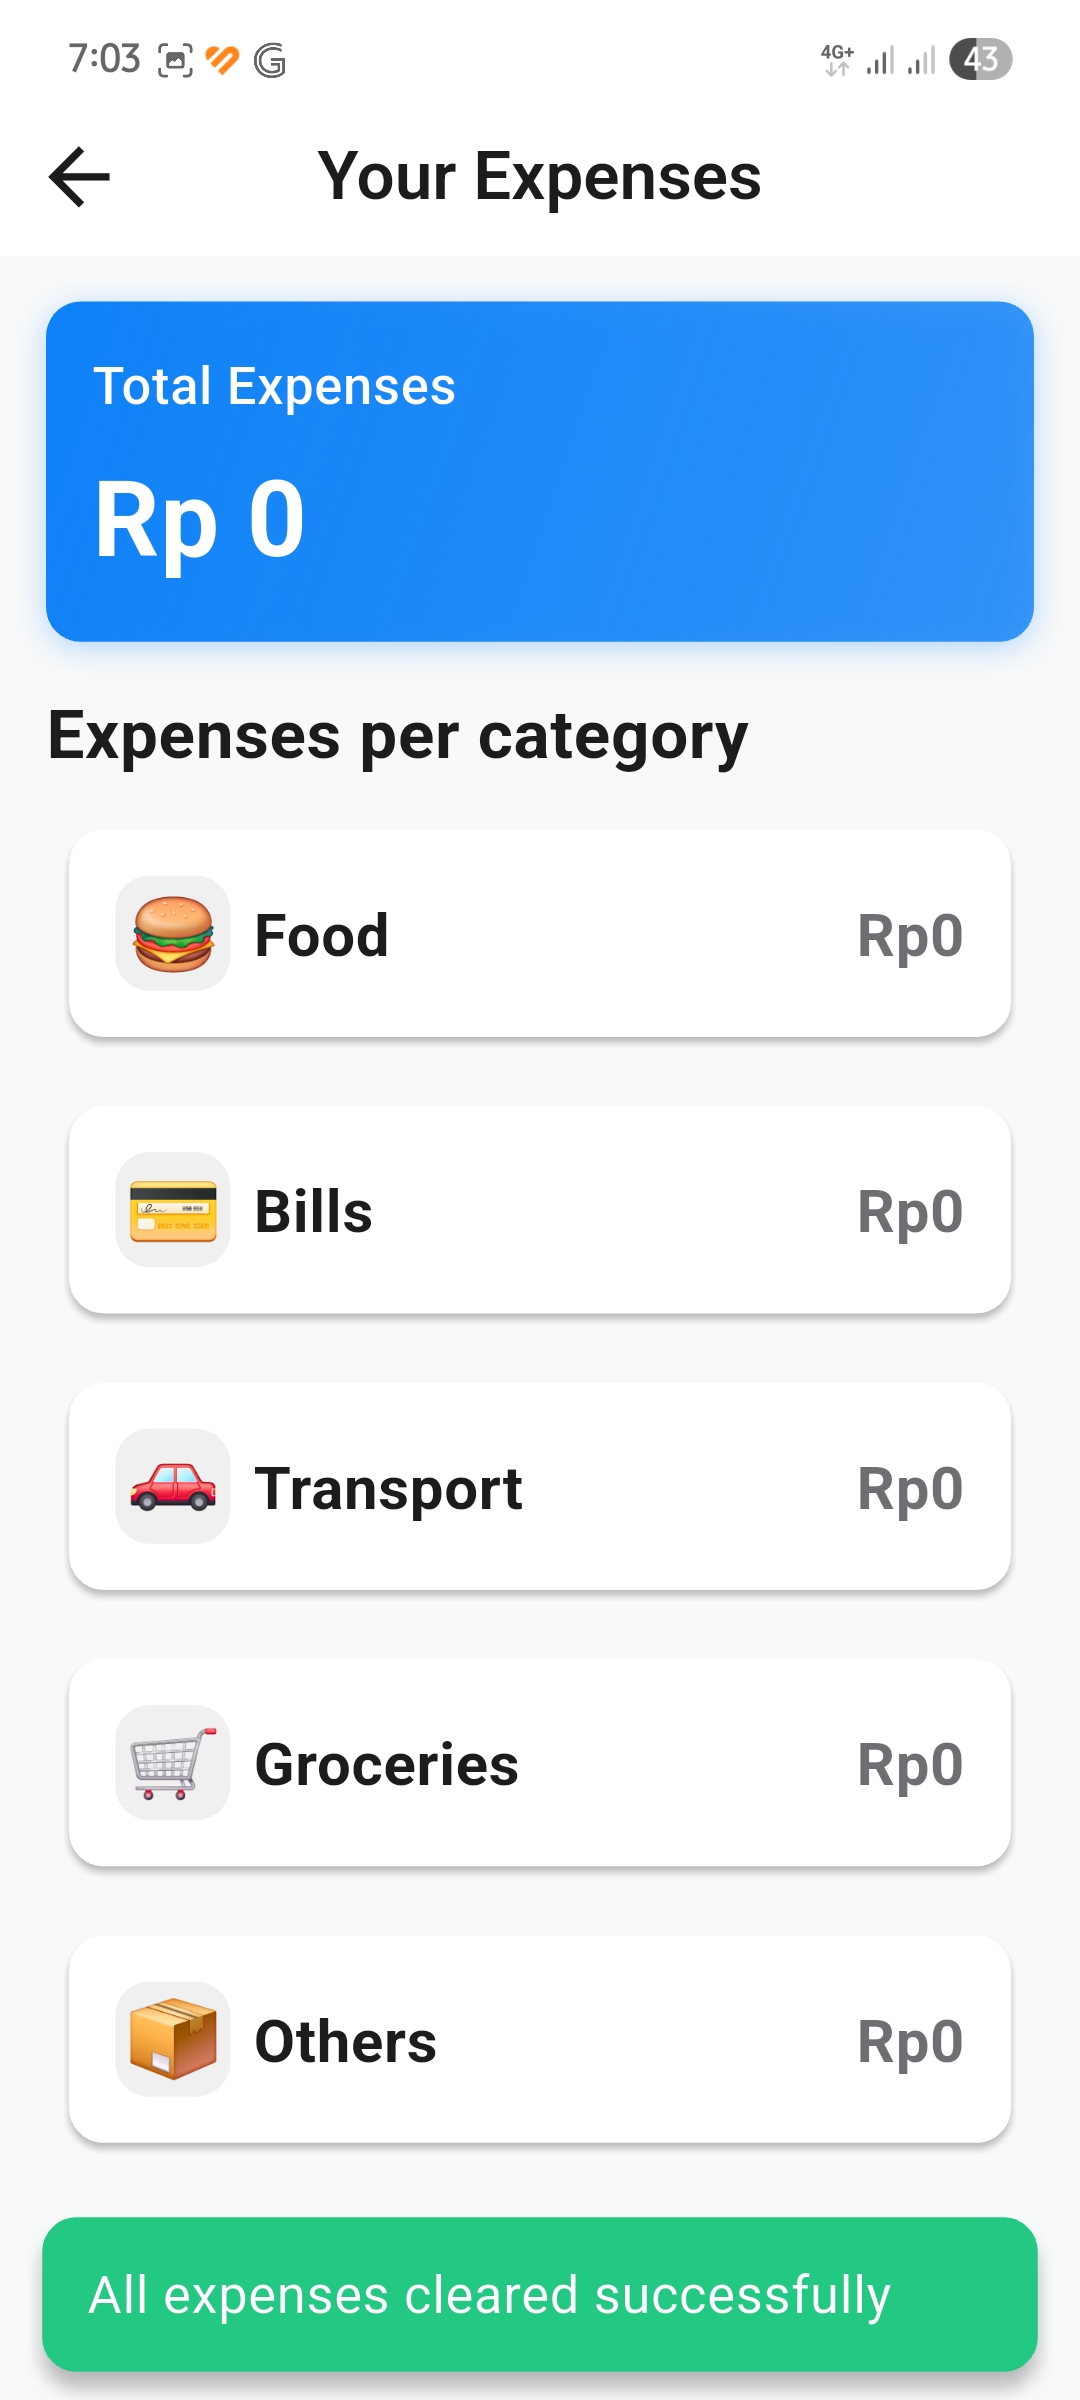 7:03
4G+
43
Your Expenses
Total Expenses
Rp 0
Expenses per category
Food
Rp0
Bills
Rp0
Transport
Rp0
Groceries
Rp0
Others
Rp0
All expenses cleared successfully